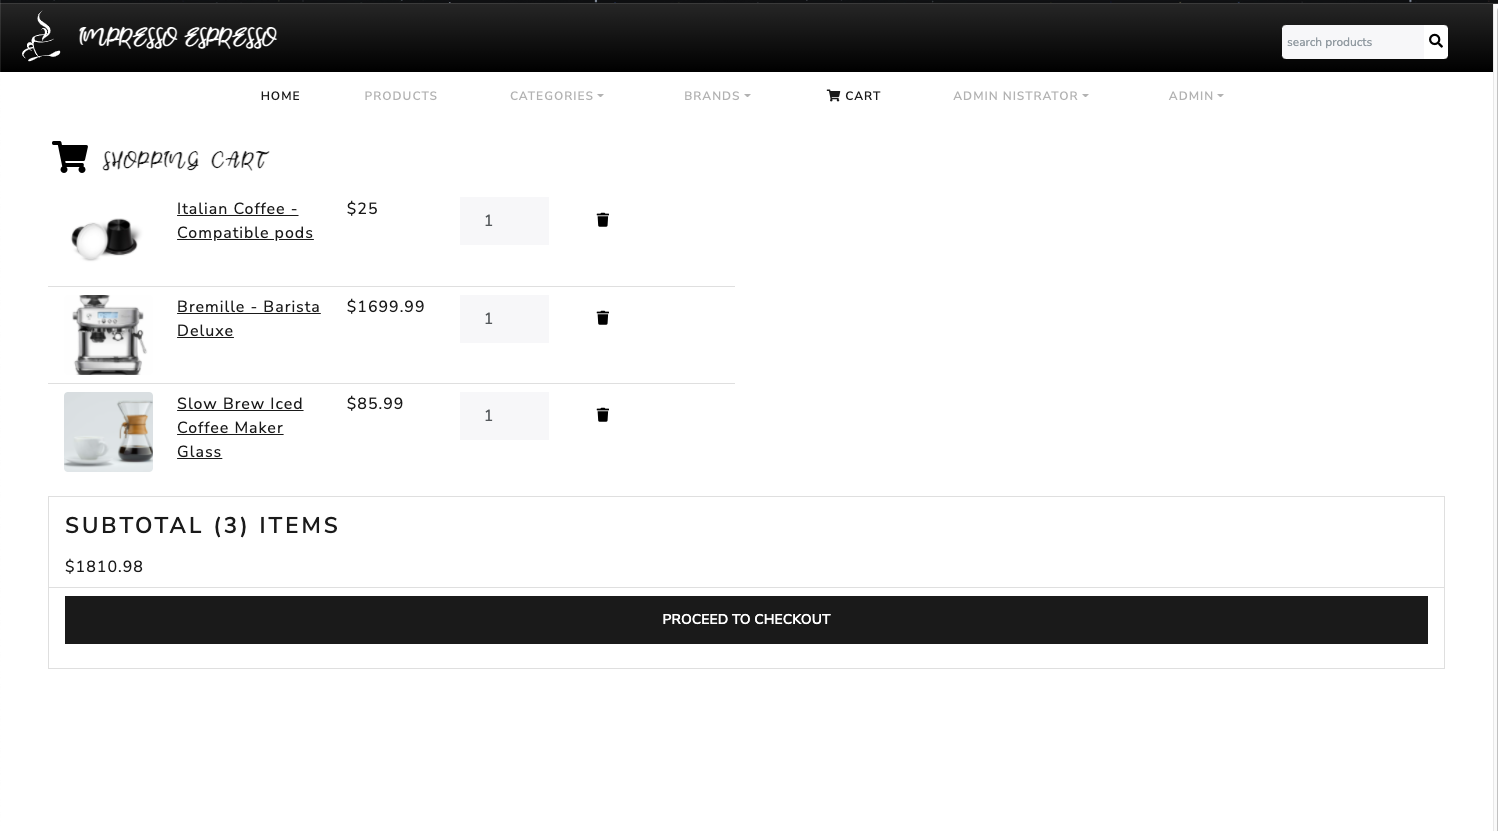 IMPRESSO ESPRESSO
search products
HOME PRODUCTS CATEGORIES BRANDS CART ADMIN NISTRATOR ADMIN
SHOPPING CART
Italian Coffee - $25 1
Compatible pods
Bremille - Barista $1699.99 1
Deluxe
Slow Brew Iced $85.99 1
Coffee Maker
Glass
SUBTOTAL (3) ITEMS
$1810.98
PROCEED TO CHECKOUT